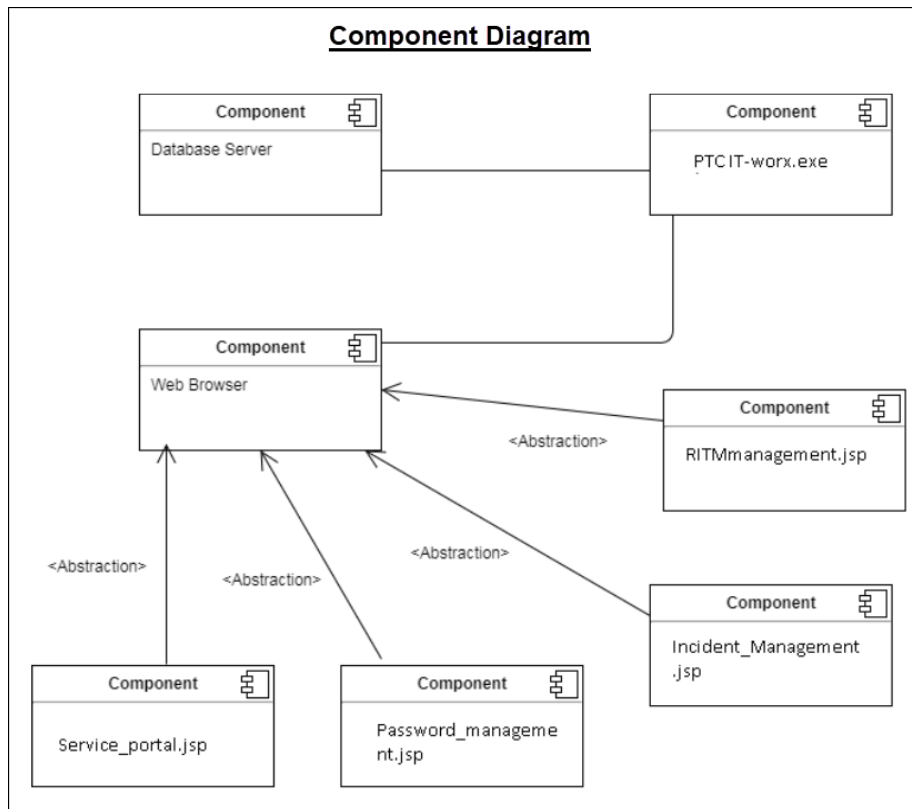 Component Diagram
Component
Database Server
Component
PTCIT-worx.exe
Component
Web Browser
Component
RITMmanagement.jsp
<Abstraction>
<Abstraction>
<Abstraction>
<Abstraction>
Component
Incident_Management
.jsp
Component
Service_portal.jsp
Component
Password_manageme
nt.jsp